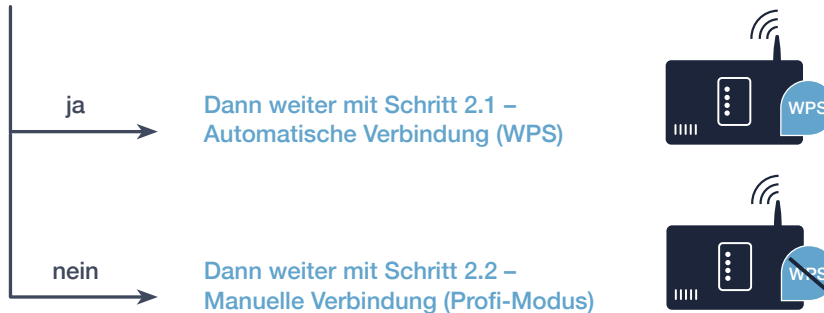 ja
Dann weiter mit Schritt 2.1 –
Automatische Verbindung (WPS)
WPS
nein
Dann weiter mit Schritt 2.2 –
Manuelle Verbindung (Profi-Modus)
WPS